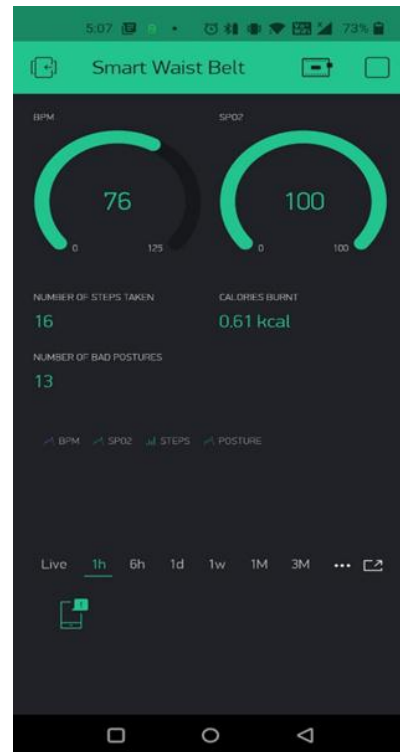 5:07 73%
Smart Waist Belt
BPM SPO2
76 100
0 125 0 100
NUMBER OF STEPS TAKEN CALORIES BURNT
16 0.61 kcal
NUMBER OF BAD POSTURES
13
BPM SPO2 STEPS POSTURE
Live 1h 6h 1d 1w 1M 3M